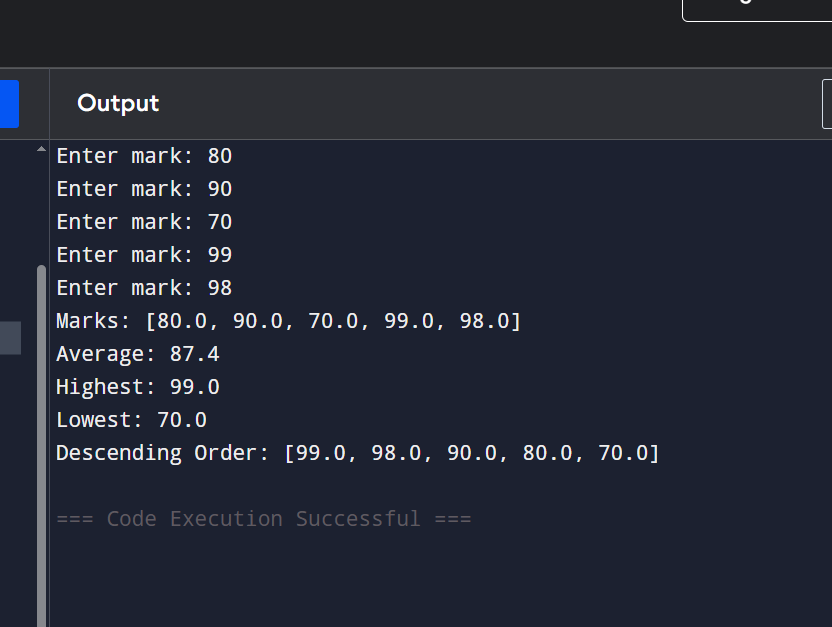 Output
Enter mark: 80
Enter mark: 90
Enter mark: 70
Enter mark: 99
Enter mark: 98
Marks: [80.0, 90.0, 70.0, 99.0, 98.0]
Average: 87.4
Highest: 99.0
Lowest: 70.0
Descending Order: [99.0, 98.0, 90.0, 80.0, 70.0]
=== Code Execution Successful ===